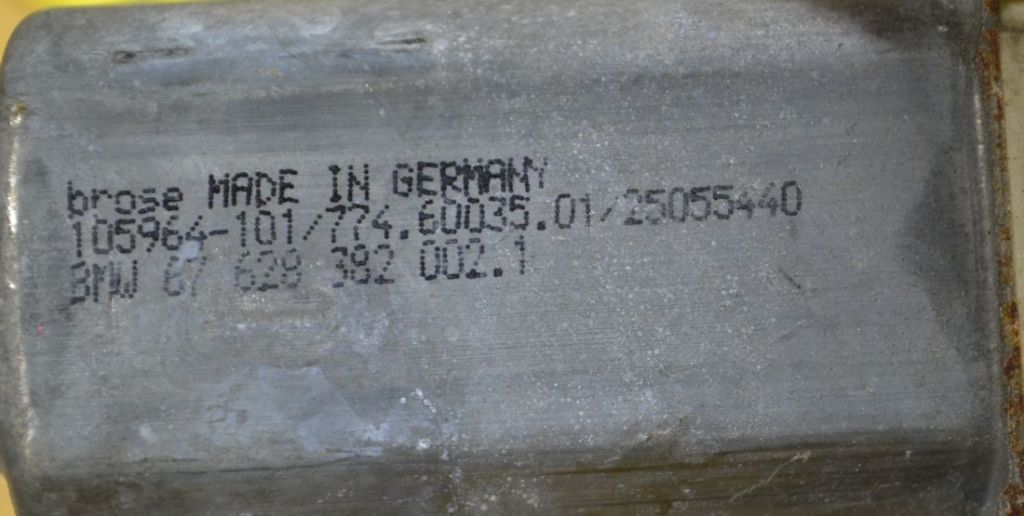 brose MADE IN GERMANY
105964-101/774.60035.01/25055440
BMW 67 628 382 002.1